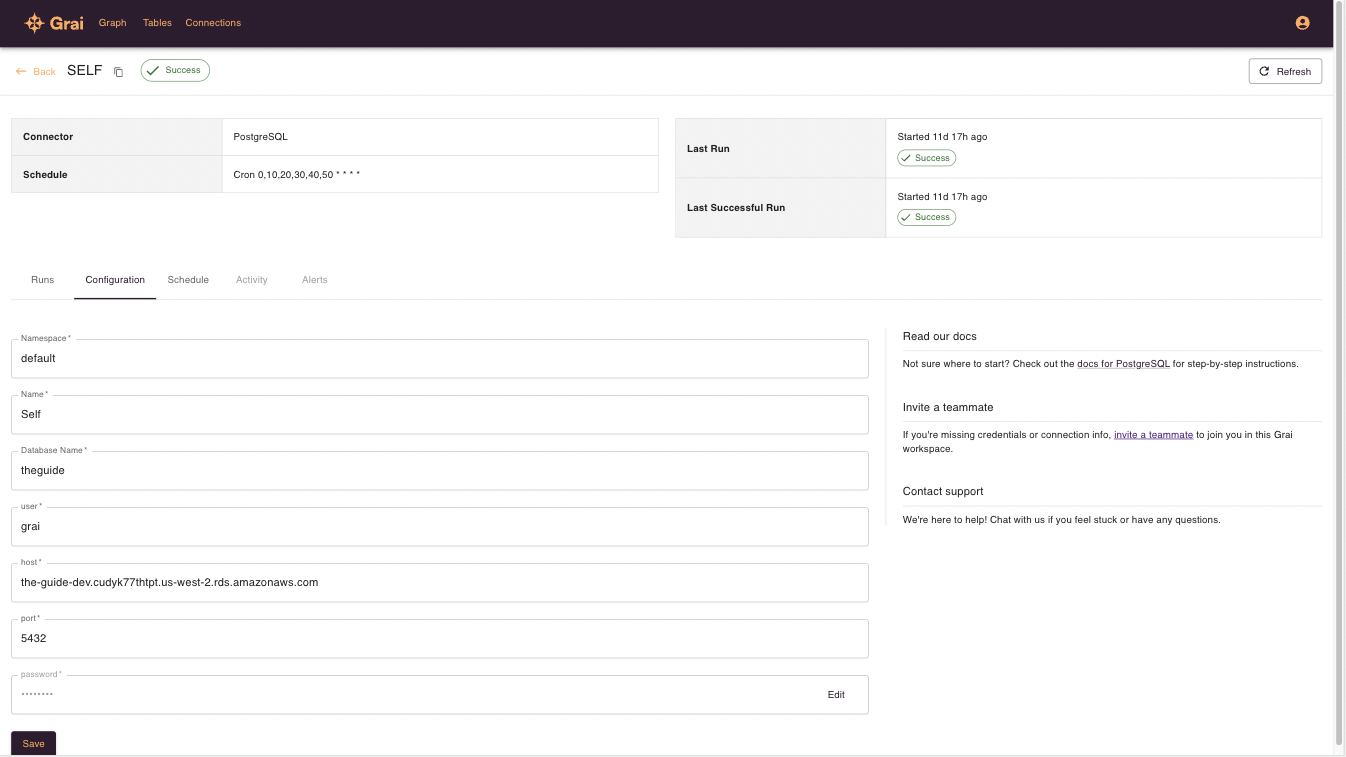 Grai Graph Tables Connections
Back SELF Success Refresh
Connector PostgreSQL
Schedule Cron 0,10,20,30,40,50 * * * *
Last Run Started 11d 17h ago
Success
Last Successful Run Started 11d 17h ago
Success
Runs Configuration Schedule Activity Alerts
Namespace *
default
Name *
Self
Database Name *
theguide
user *
grai
host *
the-guide-dev.cudyk77thtpt.us-west-2.rds.amazonaws.com
port *
5432
password *
•••••••• Edit
Save
Read our docs
Not sure where to start? Check out the docs for PostgreSQL for step-by-step instructions.
Invite a teammate
If you're missing credentials or connection info, invite a teammate to join you in this Grai
workspace.
Contact support
We're here to help! Chat with us if you feel stuck or have any questions.